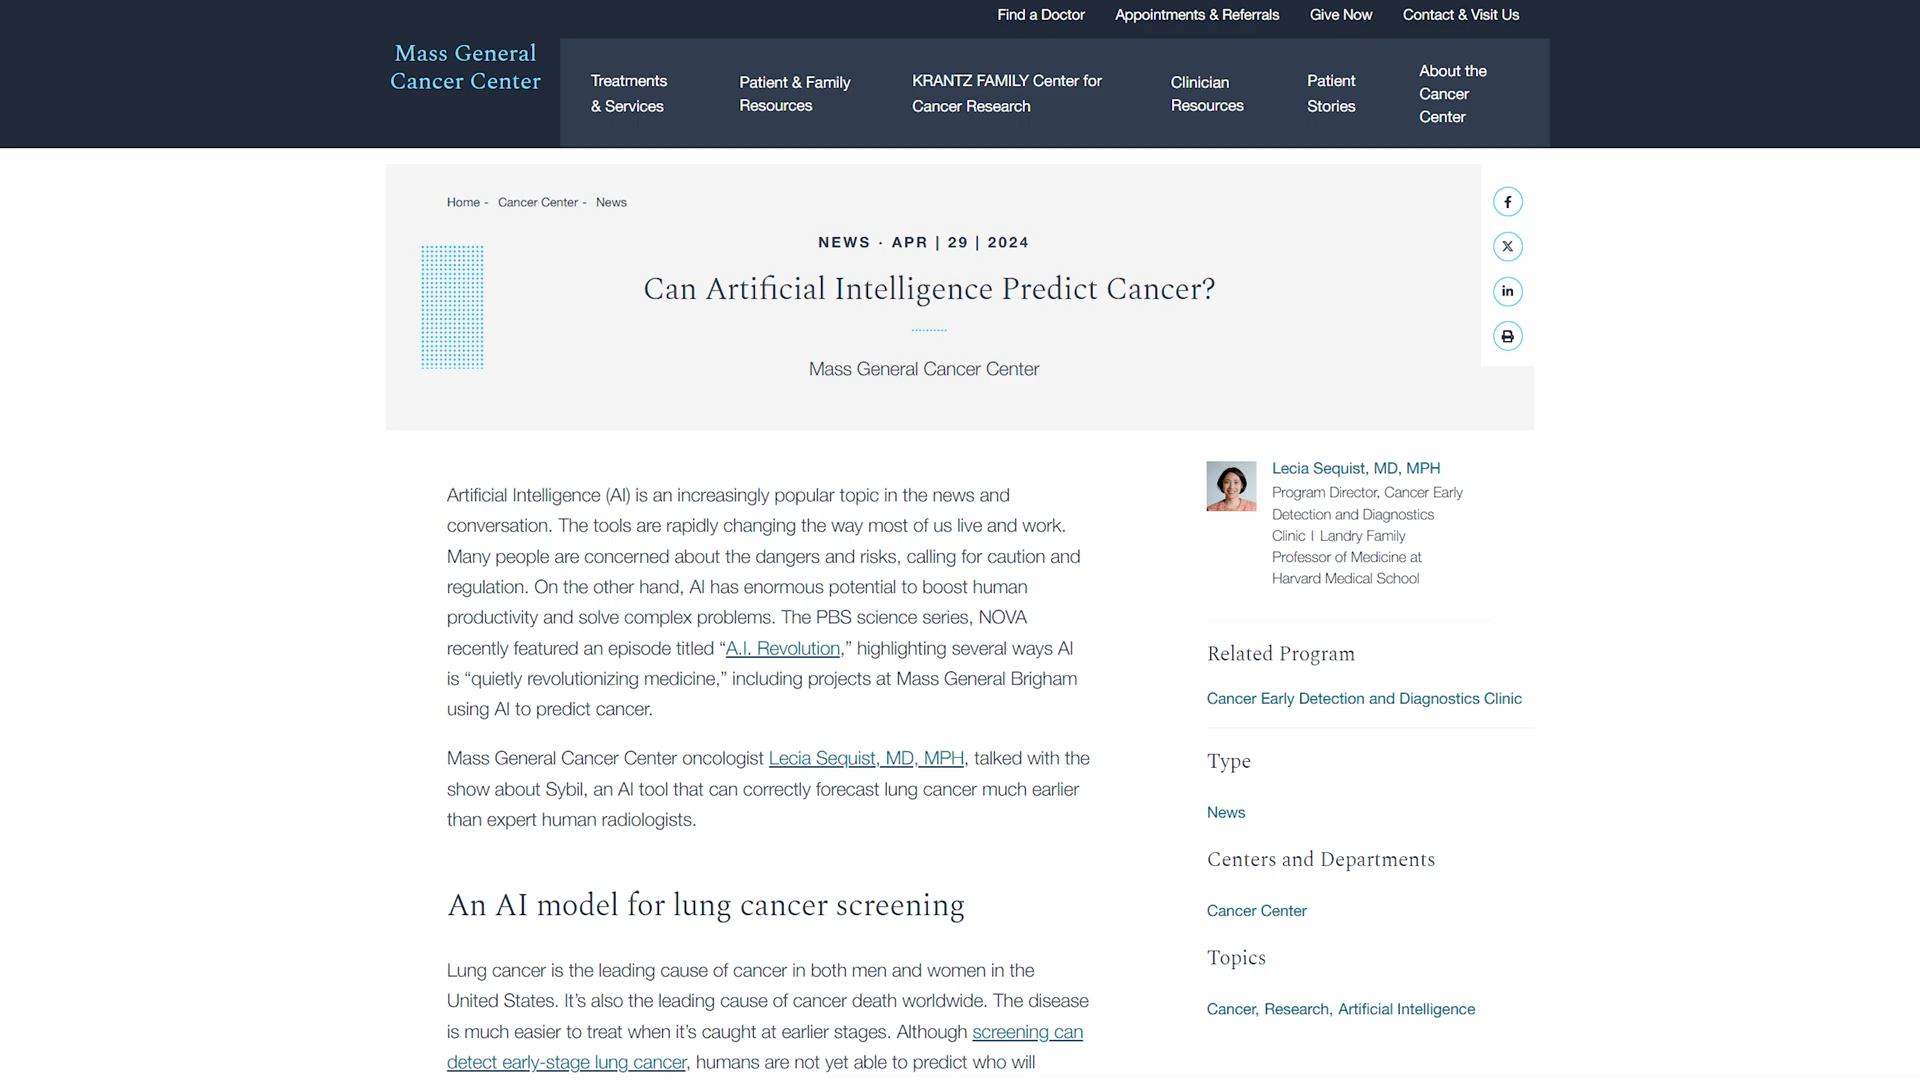 Find a Doctor
Appointments & Referrals
Give Now
Contact & Visit Us
Mass General
Cancer Center
Treatments
& Services
Patient & Family
Resources
KRANTZ FAMILY Center for
Cancer Research
Clinician
Resources
Patient
Stories
About the
Cancer
Center
Home - Cancer Center - News
NEWS · APR | 29 | 2024
Can Artificial Intelligence Predict Cancer?
Mass General Cancer Center
Artificial Intelligence (AI) is an increasingly popular topic in the news and
conversation. The tools are rapidly changing the way most of us live and work.
Many people are concerned about the dangers and risks, calling for caution and
regulation. On the other hand, AI has enormous potential to boost human
productivity and solve complex problems. The PBS science series, NOVA
recently featured an episode titled “A.I. Revolution,” highlighting several ways AI
is “quietly revolutionizing medicine,” including projects at Mass General Brigham
using AI to predict cancer.
Mass General Cancer Center oncologist Lecia Sequist, MD, MPH, talked with the
show about Sybil, an AI tool that can correctly forecast lung cancer much earlier
than expert human radiologists.
An AI model for lung cancer screening
Lung cancer is the leading cause of cancer in both men and women in the
United States. It’s also the leading cause of cancer death worldwide. The disease
is much easier to treat when it’s caught at earlier stages. Although screening can
detect early-stage lung cancer, humans are not yet able to predict who will
Lecia Sequist, MD, MPH
Program Director, Cancer Early
Detection and Diagnostics
Clinic | Landry Family
Professor of Medicine at
Harvard Medical School
Related Program
Cancer Early Detection and Diagnostics Clinic
Type
News
Centers and Departments
Cancer Center
Topics
Cancer, Research, Artificial Intelligence